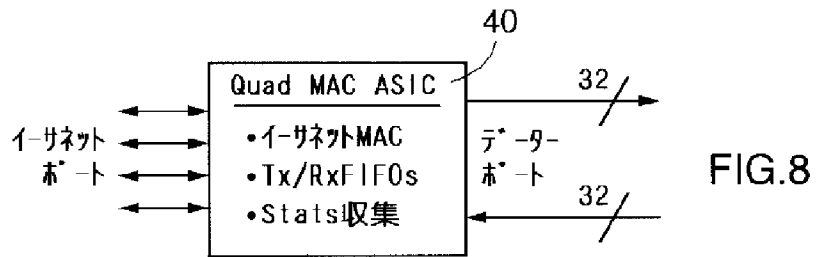 40
Quad MAC ASIC
•イーサネットMAC
•Tx/RxFIFOs
•Stats収集
イーサネット
ポート
データー
ポート
32
32
FIG.8